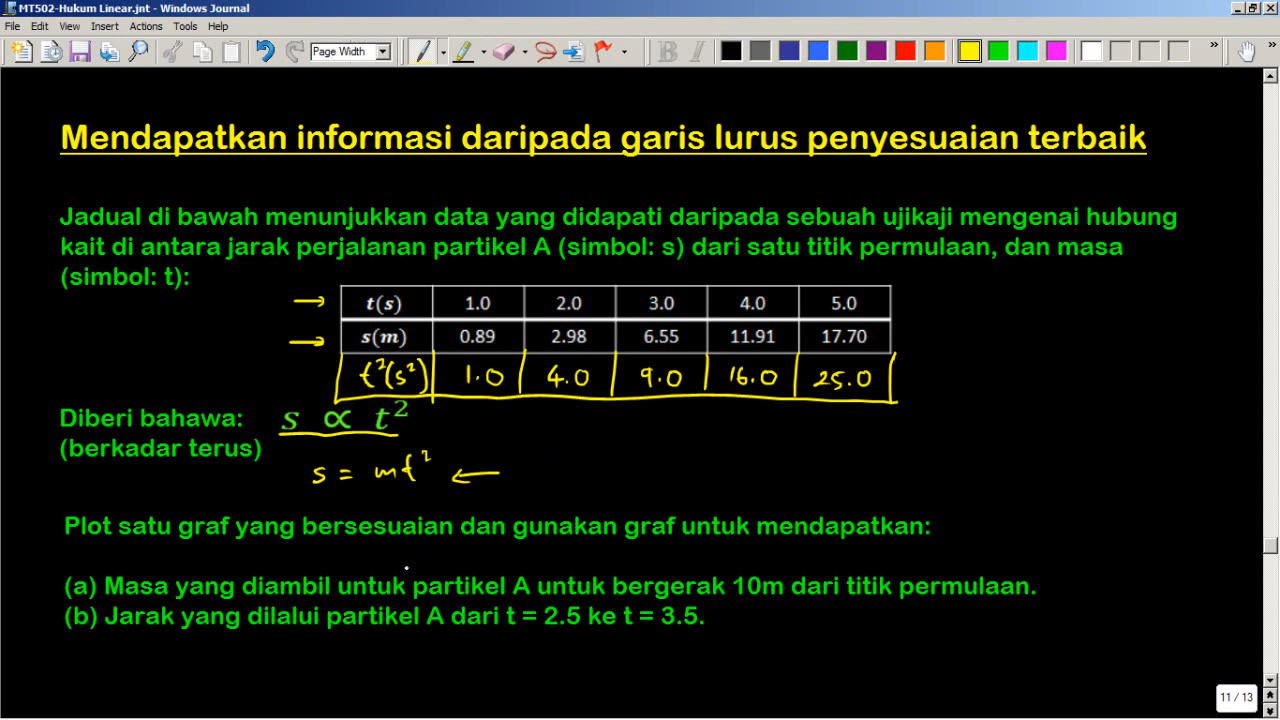 MT502-Hukum Linear.jnt - Windows Journal
File Edit View Insert Actions Tools Help
Page Width
B I
»
»
Mendapatkan informasi daripada garis lurus penyesuaian terbaik
Jadual di bawah menunjukkan data yang didapati daripada sebuah ujikaji mengenai hubung
kait di antara jarak perjalanan partikel A (simbol: s) dari satu titik permulaan, dan masa
(simbol: t):
→ t(s) 1.0 2.0 3.0 4.0 5.0
→ s(m) 0.89 2.98 6.55 11.91 17.70
t²(s²) 1.0 4.0 9.0 16.0 25.0
Diberi bahawa: s ∝ t²
(berkadar terus)
s = mt² ←
Plot satu graf yang bersesuaian dan gunakan graf untuk mendapatkan:
(a) Masa yang diambil untuk partikel A untuk bergerak 10m dari titik permulaan.
(b) Jarak yang dilalui partikel A dari t = 2.5 ke t = 3.5.
11 / 13